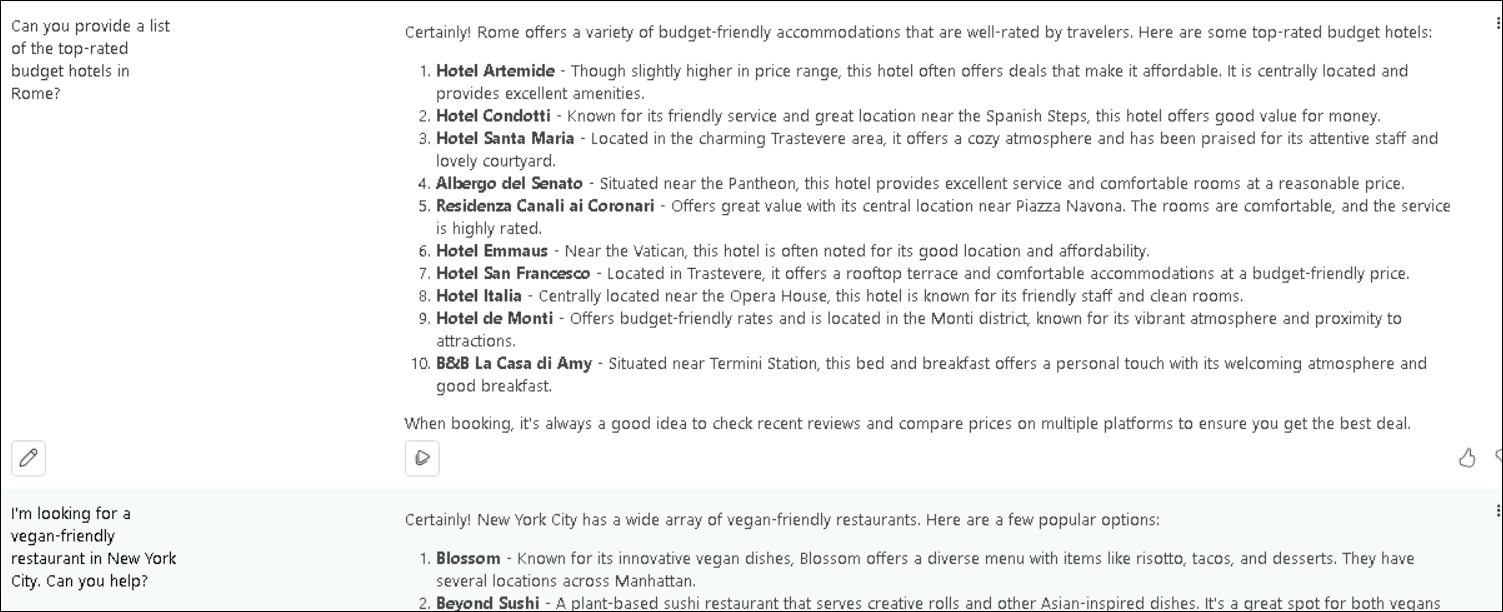 Can you provide a list
of the top-rated
budget hotels in
Rome?
Certainly! Rome offers a variety of budget-friendly accommodations that are well-rated by travelers. Here are some top-rated budget hotels:
1. Hotel Artemide - Though slightly higher in price range, this hotel often offers deals that make it affordable. It is centrally located and
provides excellent amenities.
2. Hotel Condotti - Known for its friendly service and great location near the Spanish Steps, this hotel offers good value for money.
3. Hotel Santa Maria - Located in the charming Trastevere area, it offers a cozy atmosphere and has been praised for its attentive staff and
lovely courtyard.
4. Albergo del Senato - Situated near the Pantheon, this hotel provides excellent service and comfortable rooms at a reasonable price.
5. Residenza Canali ai Coronari - Offers great value with its central location near Piazza Navona. The rooms are comfortable, and the service
is highly rated.
6. Hotel Emmaus - Near the Vatican, this hotel is often noted for its good location and affordability.
7. Hotel San Francesco - Located in Trastevere, it offers a rooftop terrace and comfortable accommodations at a budget-friendly price.
8. Hotel Italia - Centrally located near the Opera House, this hotel is known for its friendly staff and clean rooms.
9. Hotel de Monti - Offers budget-friendly rates and is located in the Monti district, known for its vibrant atmosphere and proximity to
attractions.
10. B&B La Casa di Amy - Situated near Termini Station, this bed and breakfast offers a personal touch with its welcoming atmosphere and
good breakfast.
When booking, it's always a good idea to check recent reviews and compare prices on multiple platforms to ensure you get the best deal.
I'm looking for a
vegan-friendly
restaurant in New York
City. Can you help?
Certainly! New York City has a wide array of vegan-friendly restaurants. Here are a few popular options:
1. Blossom - Known for its innovative vegan dishes, Blossom offers a diverse menu with items like risotto, tacos, and desserts. They have
several locations across Manhattan.
2. Beyond Sushi - A plant-based sushi restaurant that serves creative rolls and other Asian-inspired dishes. It's a great spot for both vegans